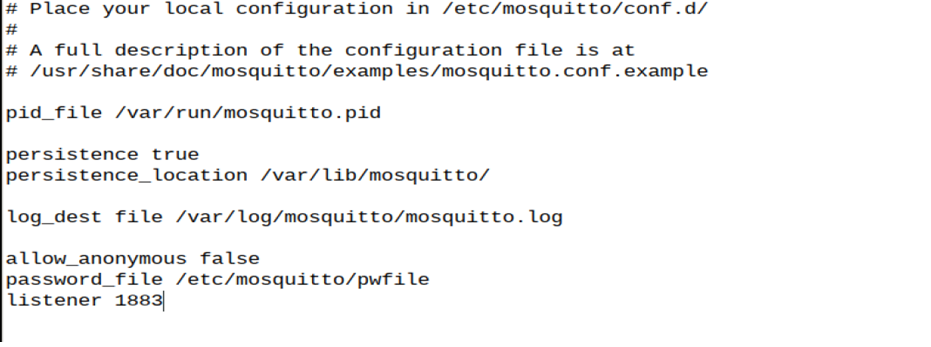 # Place your local configuration in /etc/mosquitto/conf.d/
#
# A full description of the configuration file is at
# /usr/share/doc/mosquitto/examples/mosquitto.conf.example
pid_file /var/run/mosquitto.pid
persistence true
persistence_location /var/lib/mosquitto/
log_dest file /var/log/mosquitto/mosquitto.log
allow_anonymous false
password_file /etc/mosquitto/pwfile
listener 1883